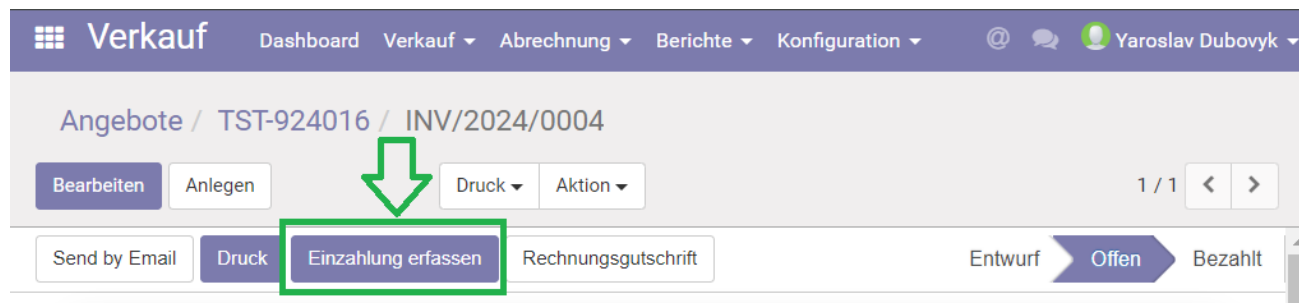 Verkauf Dashboard Verkauf Abrechnung Berichte Konfiguration @ Yaroslav Dubovyk
Angebote / TST-924016 / INV/2024/0004
Bearbeiten Anlegen Druck Aktion 1 / 1
Send by Email Druck Einzahlung erfassen Rechnungsgutschrift Entwurf Offen Bezahlt